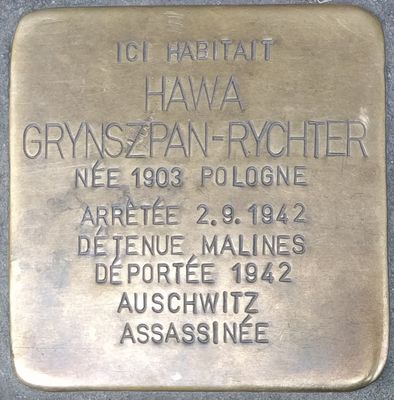 ICI HABITAIT
HAWA
GRYNSZPAN-RYCHTER
NÉE 1903 POLOGNE
ARRÊTÉE 2.9.1942
DÉTENUE MALINES
DÉPORTÉE 1942
AUSCHWITZ
ASSASSINÉE